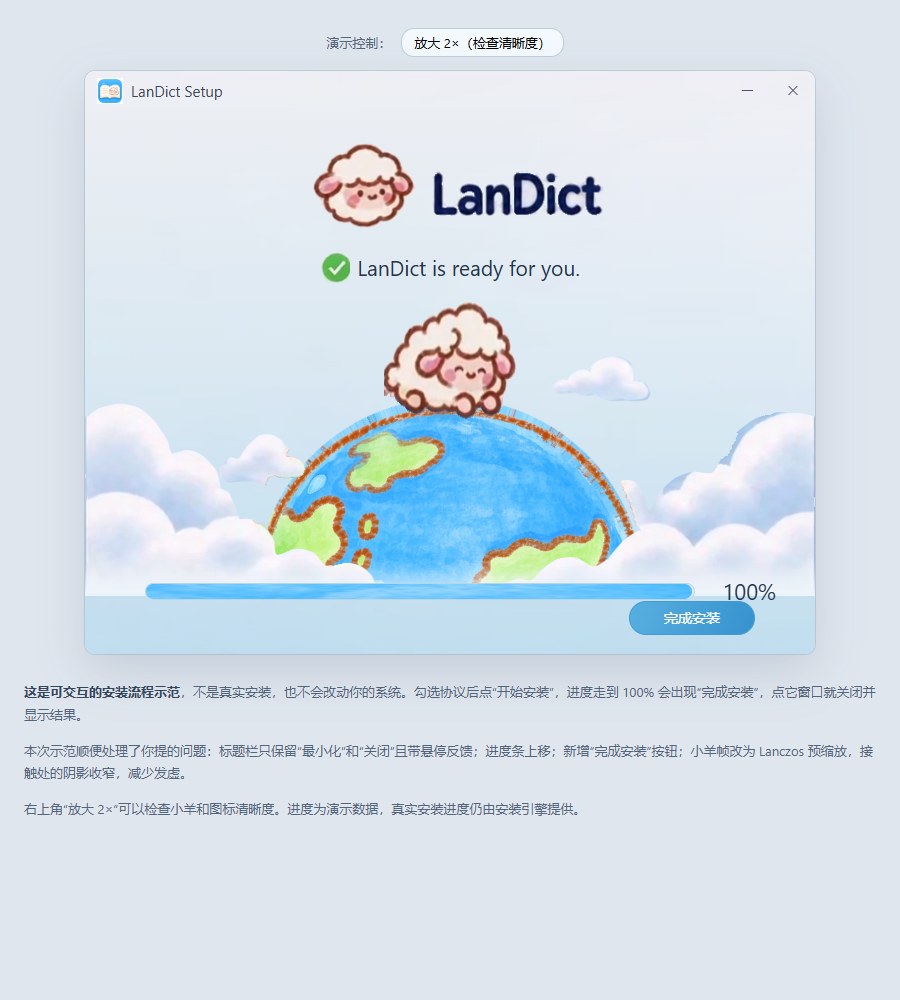 演示控制：
放大 2×（检查清晰度）
LanDict Setup
LanDict
LanDict is ready for you.
100%
完成安装
这是可交互的安装流程示范，不是真实安装，也不会改动你的系统。勾选协议后点“开始安装”，进度走到 100% 会出现“完成安装”，点它窗口就关闭并
显示结果。
本次示范顺便处理了你提的问题：标题栏只保留“最小化”和“关闭”且带悬停反馈；进度条上移；新增“完成安装”按钮；小羊帧改为 Lanczos 预缩放，接
触处的阴影收窄，减少发虚。
右上角“放大 2×”可以检查小羊和图标清晰度。进度为演示数据，真实安装进度仍由安装引擎提供。